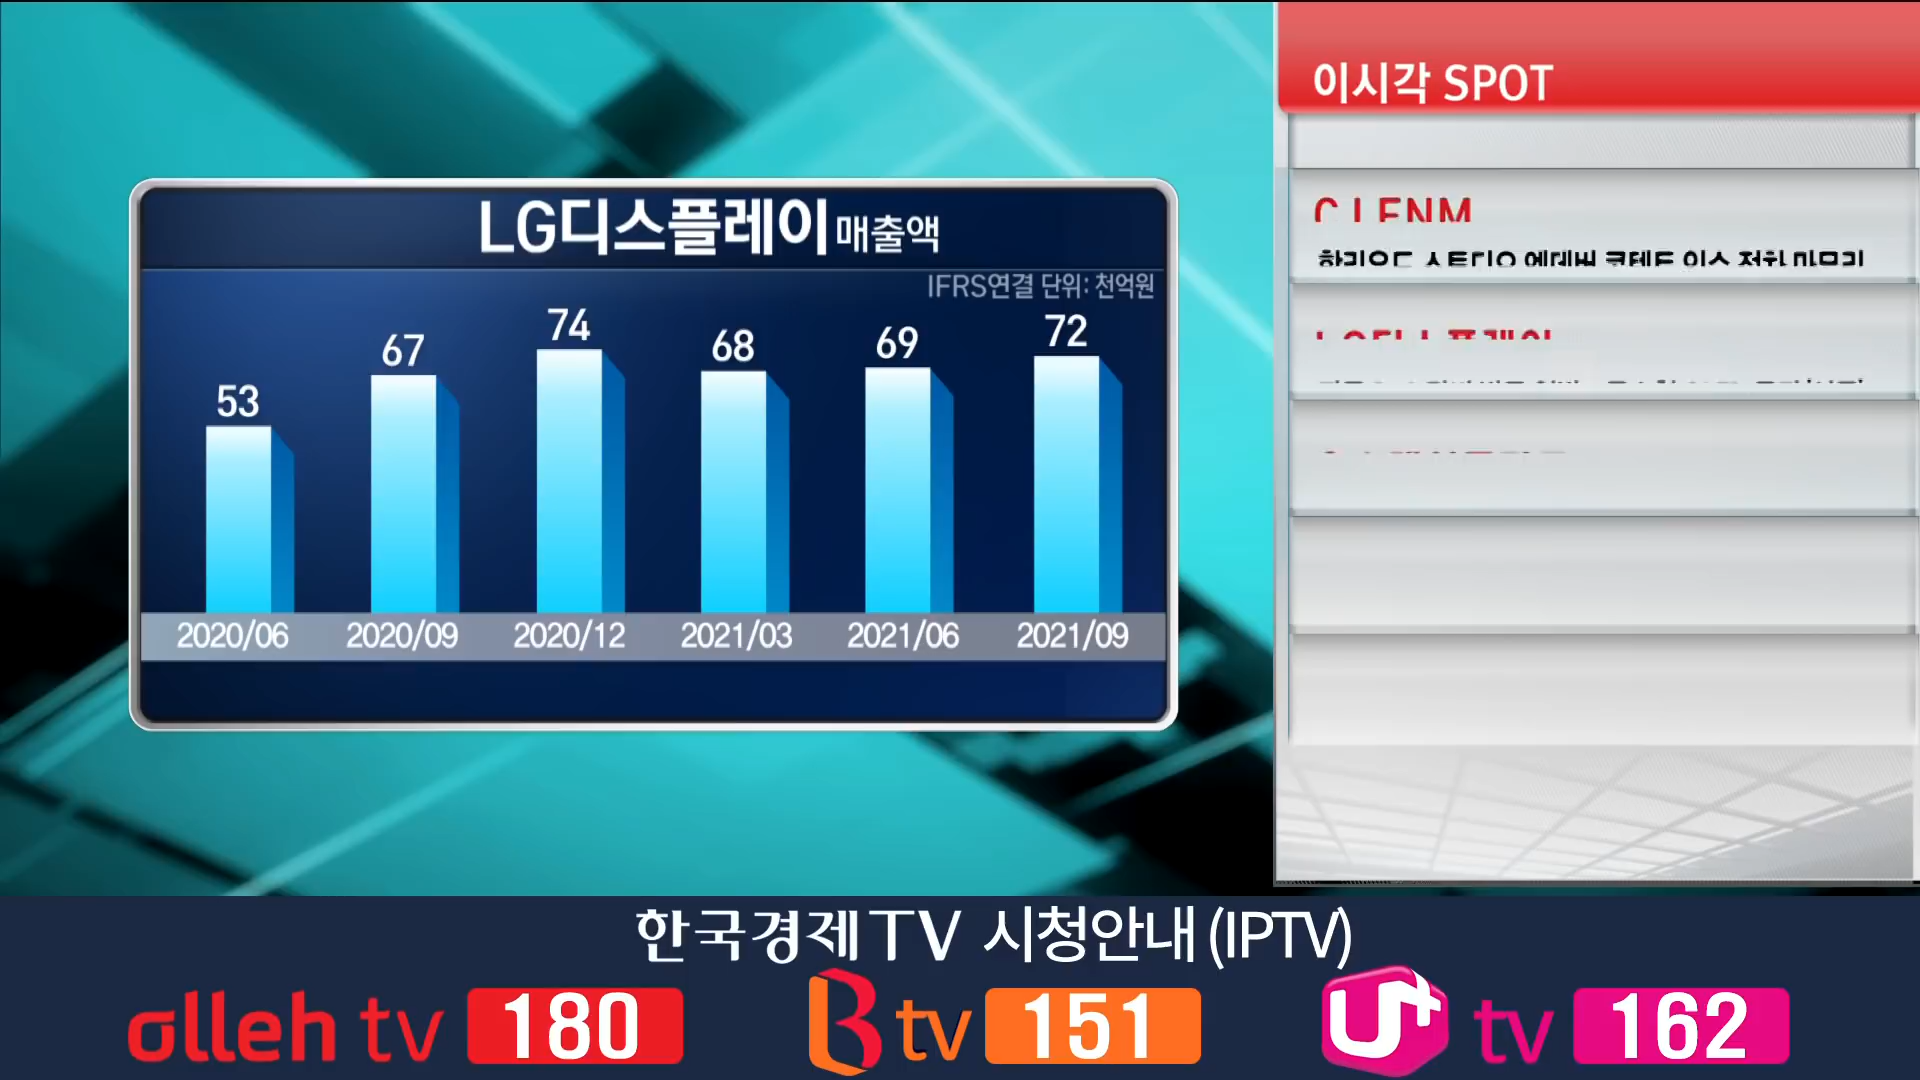 LG디스플레이 매출액
IFRS연결 단위: 천억원
53
67
74
68
69
72
2020/06
2020/09
2020/12
2021/03
2021/06
2021/09
이시각 SPOT
한국경제TV 시청안내 (IPTV)
olleh tv 180
B tv 151
U+ tv 162